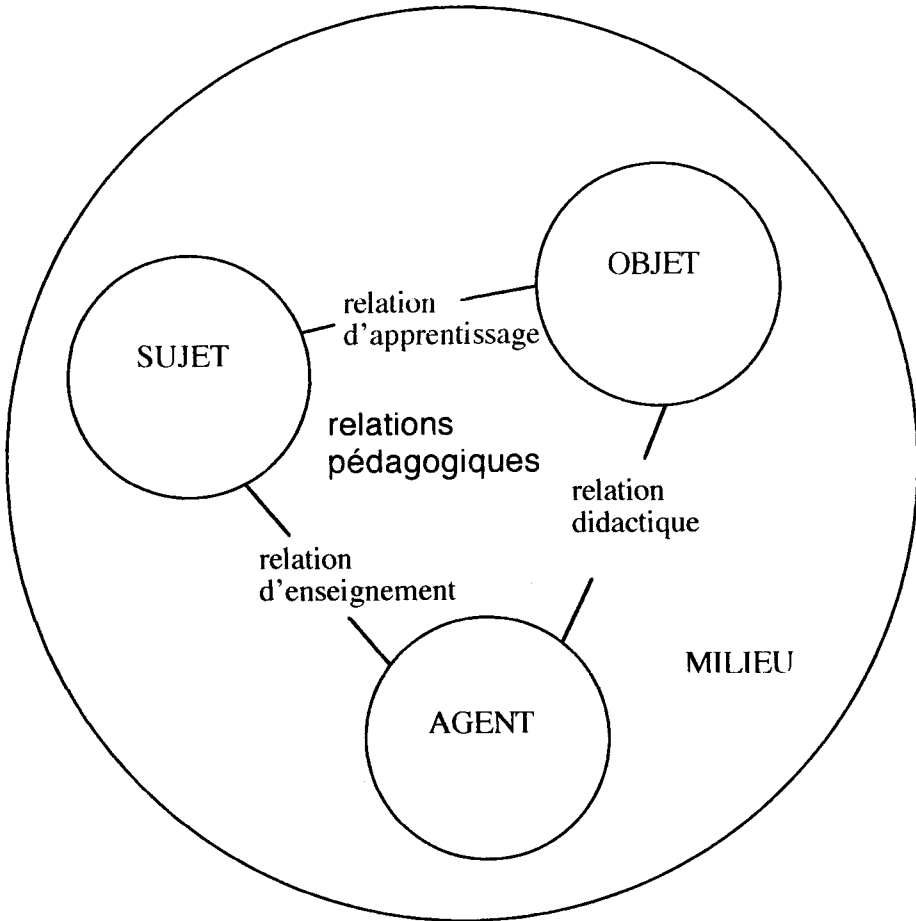 OBJET
relation
d'apprentissage
SUJET
relations
pédagogiques
relation
didactique
relation
d'enseignement
MILIEU
AGENT